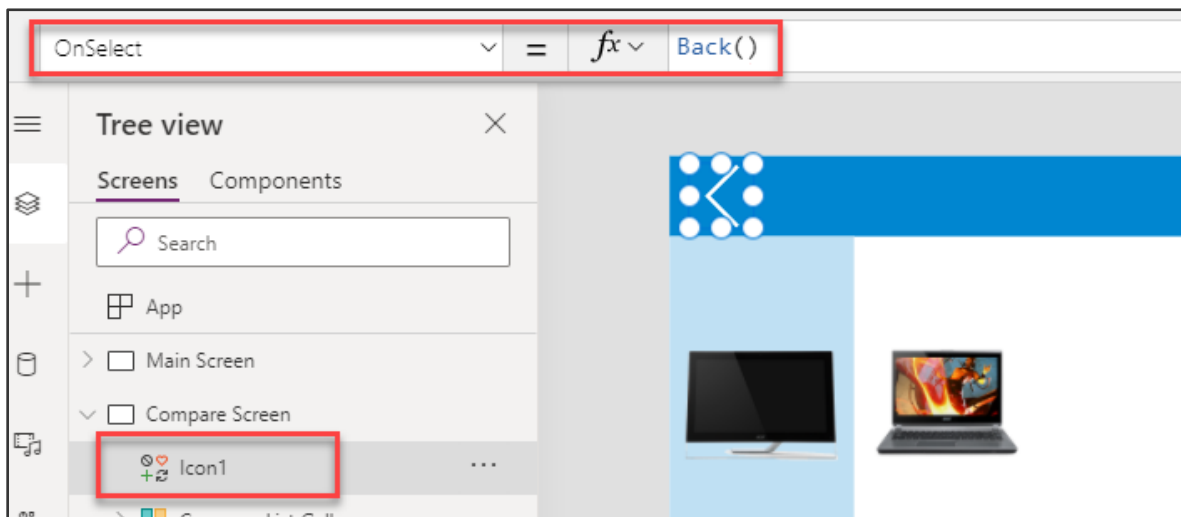 OnSelect = fx Back()
Tree view
Screens Components
Search
App
Main Screen
Compare Screen
Icon1